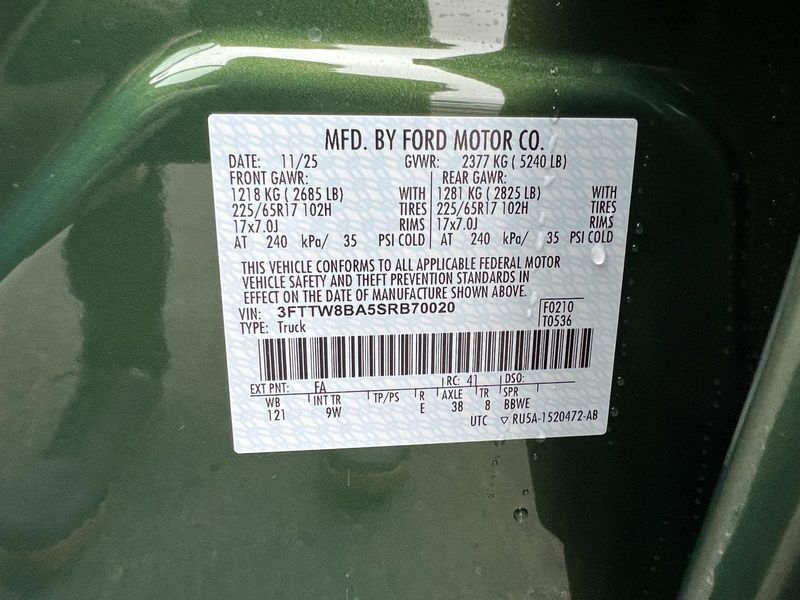 MFD. BY FORD MOTOR CO.
DATE: 11/25 GVWR: 2377 KG ( 5240 LB)
FRONT GAWR: REAR GAWR:
1218 KG ( 2685 LB) WITH 1281 KG ( 2825 LB) WITH
225/65R17 102H TIRES 225/65R17 102H TIRES
17x7.0J RIMS 17x7.0J RIMS
AT 240 kPa/ 35 PSI COLD AT 240 kPa/ 35 PSI COLD
THIS VEHICLE CONFORMS TO ALL APPLICABLE FEDERAL MOTOR
VEHICLE SAFETY AND THEFT PREVENTION STANDARDS IN
EFFECT ON THE DATE OF MANUFACTURE SHOWN ABOVE.
VIN: 3FTTW8BA5SRB70020 F0210
TYPE: Truck T0536
EXT PNT: FA RC: 41 DSO:
WB INT TR TP/PS R AXLE TR SPR
121 9W E 38 8 BBWE
UTC ▽ RU5A-1520472-AB